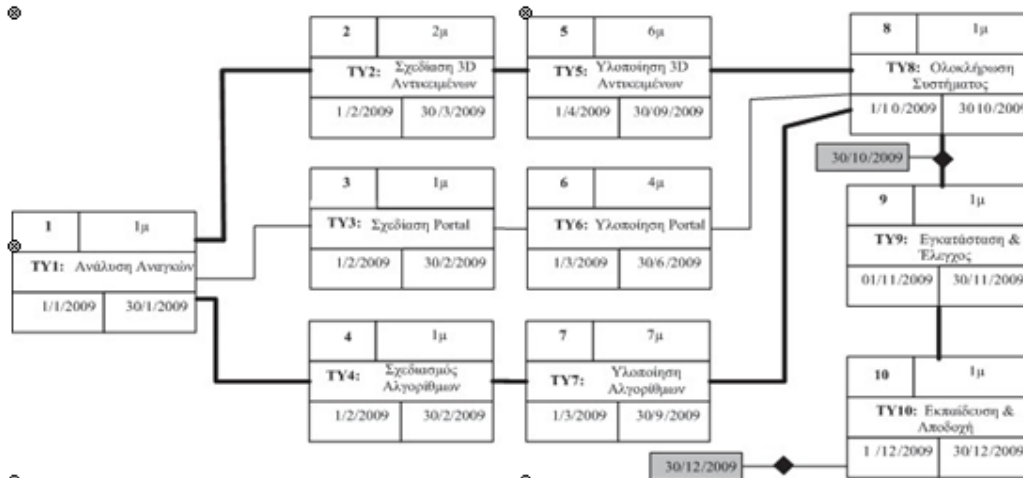 2 2μ
ΤΥ2: Σχεδίαση 3D
Αντικειμένων
1/2/2009 30/3/2009
5 6μ
ΤΥ5: Υλοποίηση 3D
Αντικειμένων
1/4/2009 30/09/2009
8 1μ
ΤΥ8: Ολοκλήρωση
Συστήματος
1/10/2009 3010/2009
30/10/2009
3 1μ
ΤΥ3: Σχεδίαση Portal
1/2/2009 30/2/2009
6 4μ
ΤΥ6: Υλοποίηση Portal
1/3/2009 30/6/2009
9 1μ
ΤΥ9: Εγκατάσταση &
Έλεγχος
01/11/2009 30/11/2009
1 1μ
ΤΥ1: Ανάλυση Αναγκών
1/1/2009 30/1/2009
4 1μ
ΤΥ4: Σχεδιασμός
Αλγορίθμων
1/2/2009 30/2/2009
7 7μ
ΤΥ7: Υλοποίηση
Αλγορίθμων
1/3/2009 30/9/2009
10 1μ
ΤΥ10: Εκπαίδευση &
Αποδοχή
1 /12/2009 30/12/2009
30/12/2009